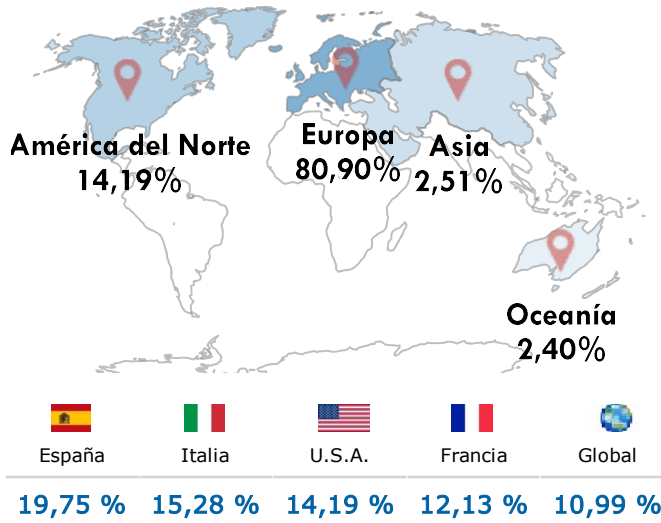 América del Norte
14,19%
Europa
80,90%
Asia
2,51%
Oceanía
2,40%
España Italia U.S.A. Francia Global
19,75 % 15,28 % 14,19 % 12,13 % 10,99 %